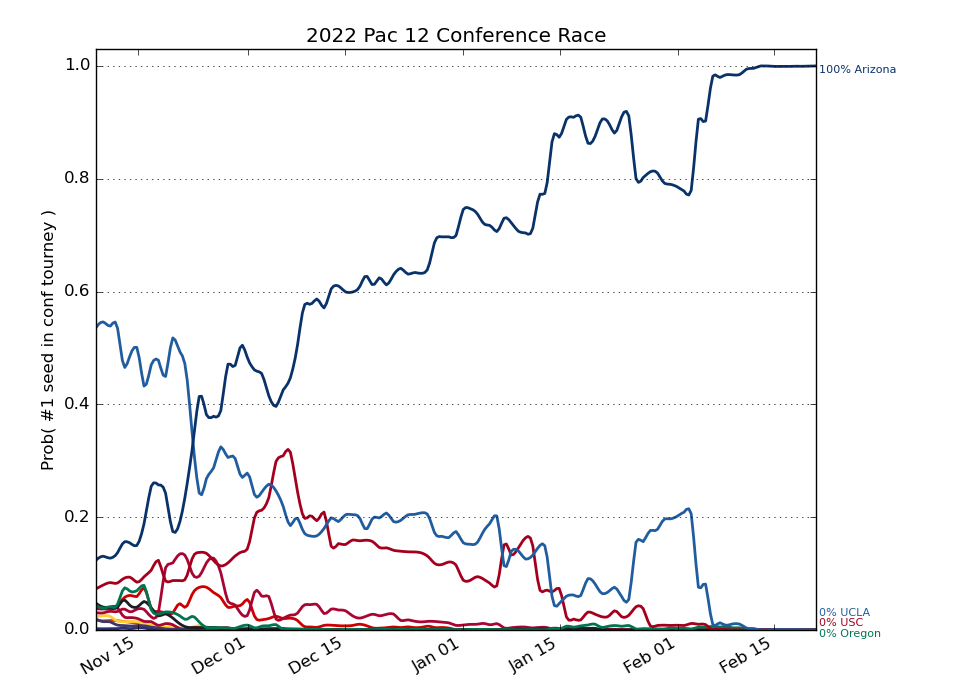 2022 Pac 12 Conference Race
Prob( #1 seed in conf tourney )
1.0
0.8
0.6
0.4
0.2
0.0
Nov 15
Dec 01
Dec 15
Jan 01
Jan 15
Feb 01
Feb 15
100% Arizona
0% UCLA
0% USC
0% Oregon